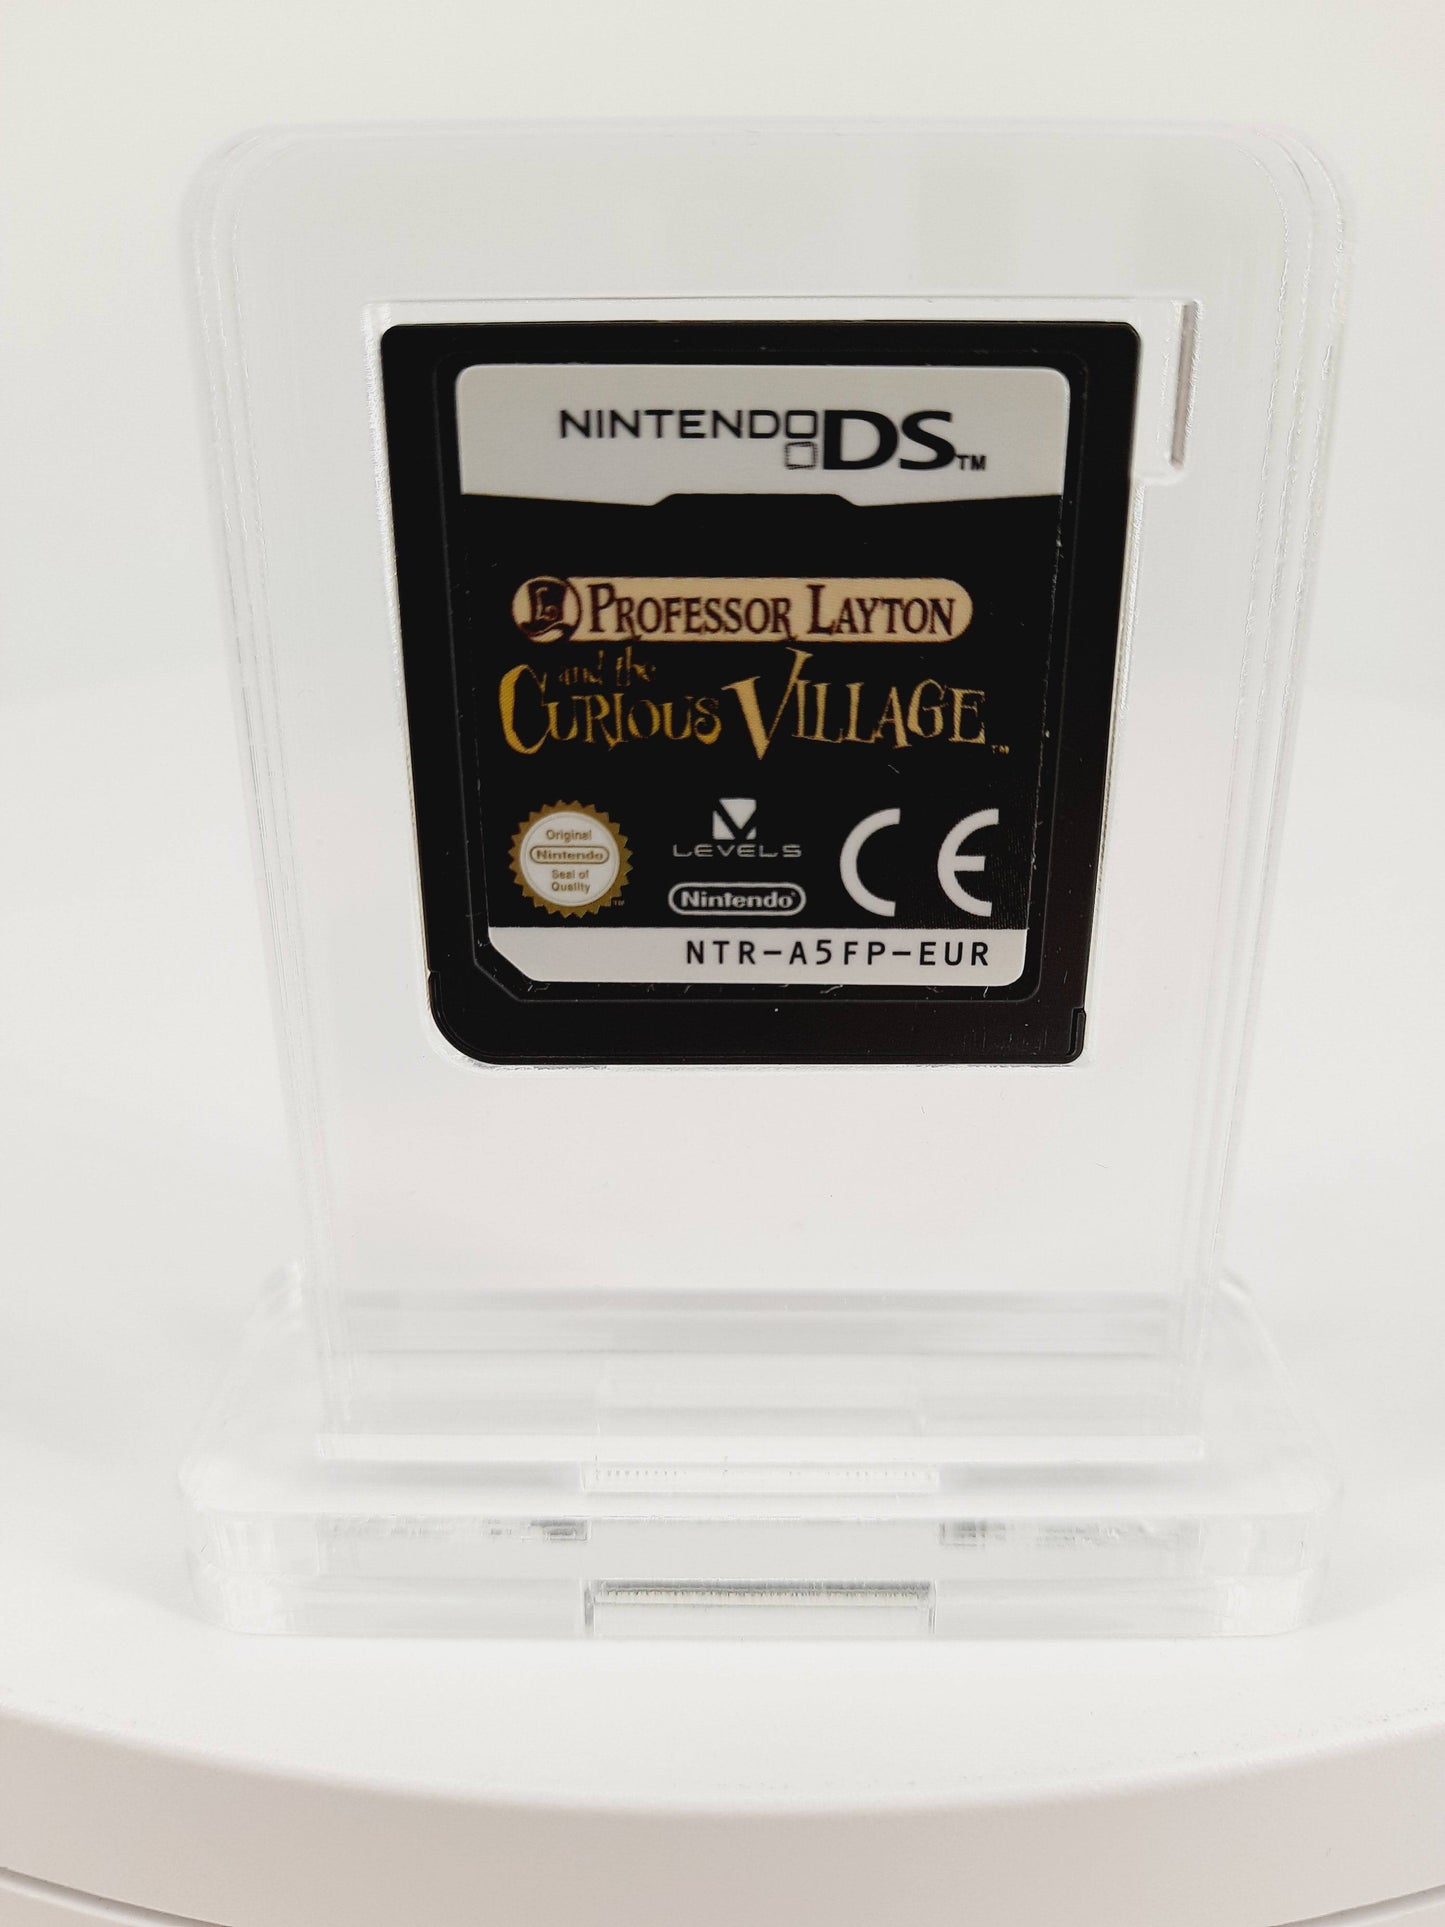 NINTENDO DS™
PROFESSOR LAYTON
and the
CURIOUS VILLAGE™
Original
Nintendo
Seal of
Quality
TM
LEVEL5
Nintendo®
CE
NTR-A5FP-EUR